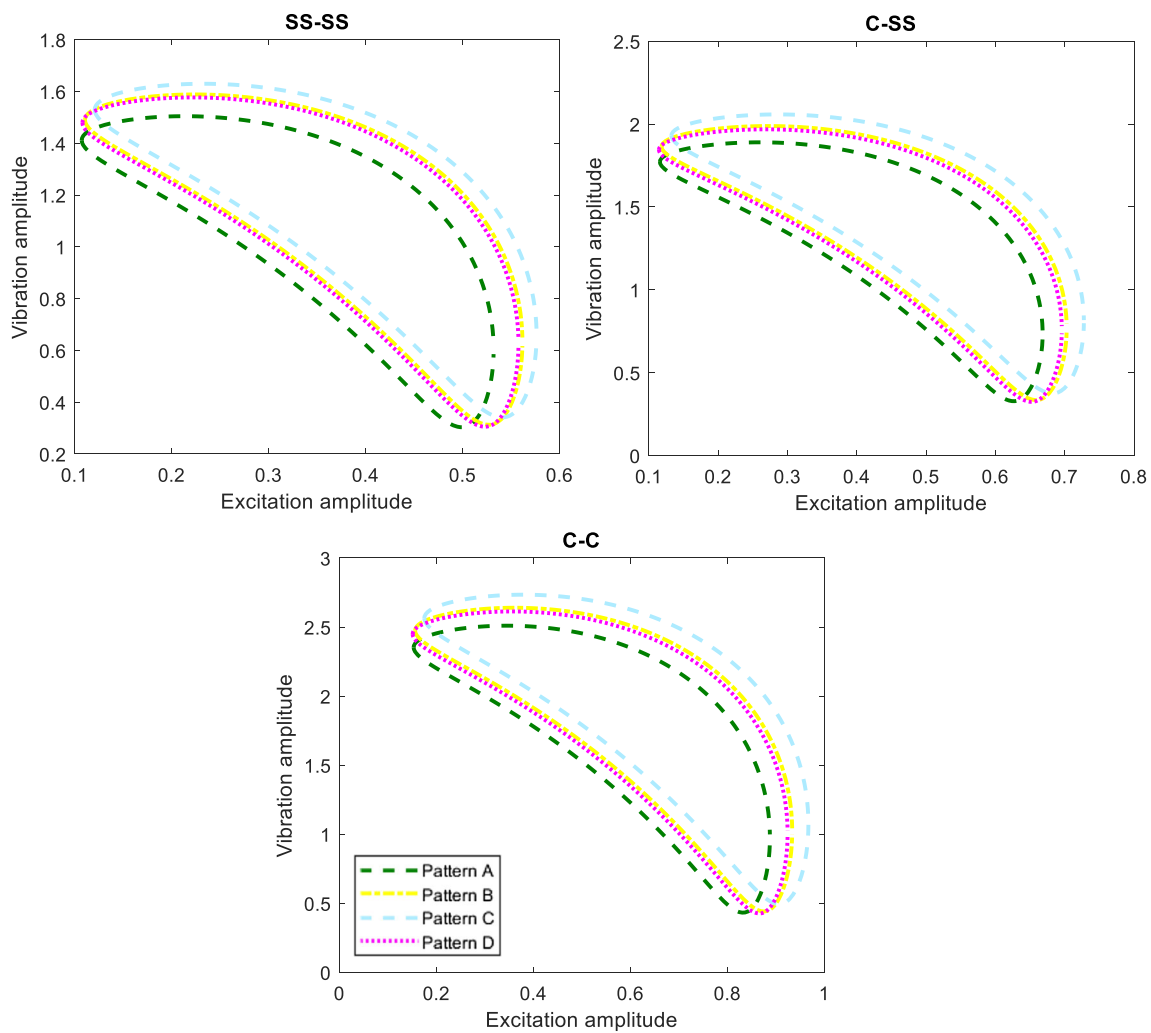 SS-SS
1.8
1.6
1.4
1.2
1
0.8
0.6
0.4
0.2
Vibration amplitude
0.1 0.2 0.3 0.4 0.5 0.6
Excitation amplitude
C-SS
2.5
2
1.5
1
0.5
0
Vibration amplitude
0.1 0.2 0.3 0.4 0.5 0.6 0.7 0.8
Excitation amplitude
C-C
3
2.5
2
1.5
1
0.5
0
Vibration amplitude
Pattern A
Pattern B
Pattern C
Pattern D
0 0.2 0.4 0.6 0.8 1
Excitation amplitude